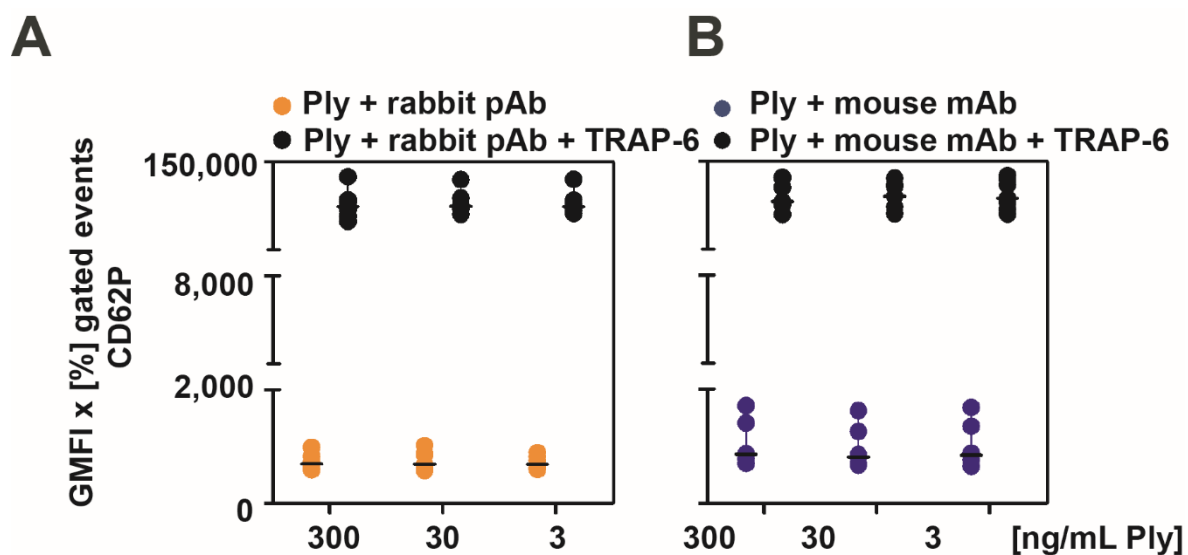 A
B
Ply + rabbit pAb
Ply + rabbit pAb + TRAP-6
Ply + mouse mAb
Ply + mouse mAb + TRAP-6
GMFI x [%] gated events
CD62P
150,000
8,000
2,000
0
300 30 3
300 30 3 [ng/mL Ply]